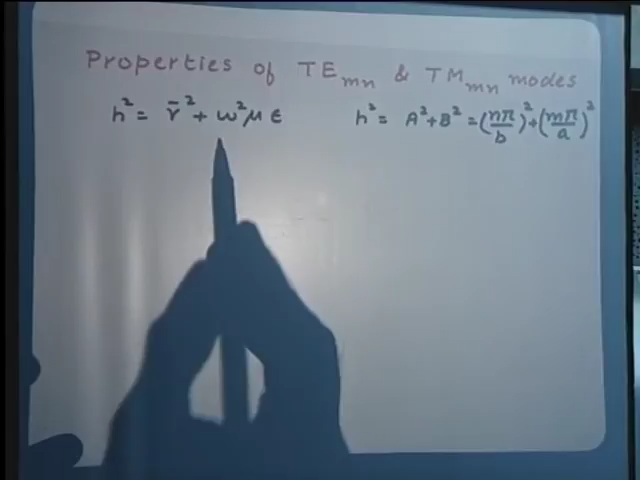 Properties of TEmn & TMmn modes
h² = γ̄² + ω²με h² = A² + B² = (nπ/b)² + (mπ/a)²